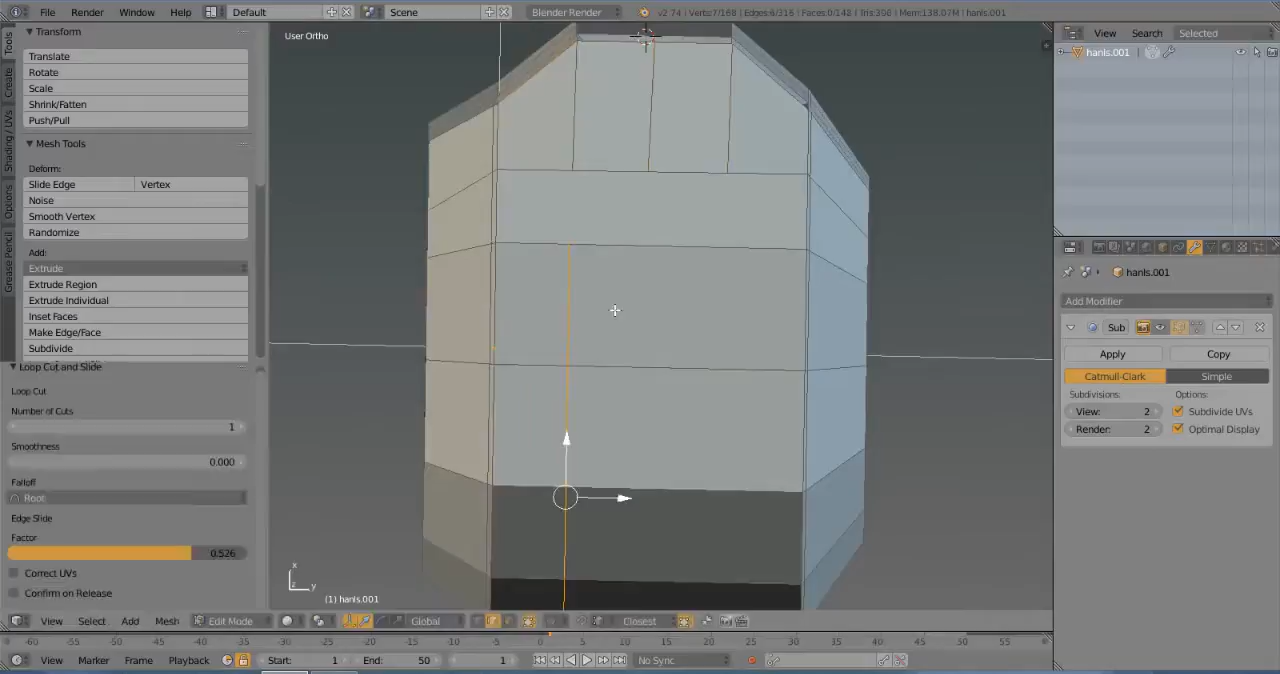 File Render Window Help Default Scene Blender Render v2.74 | Verts:7/168 | Edges:6/316 | Faces:0/148 | Tris:308 | Mem:138.07M | hanls.001
Tools
Create
Shading / UVs
Options
Grease Pencil
Transform
Translate
Rotate
Scale
Shrink/Fatten
Push/Pull
Mesh Tools
Deform:
Slide Edge Vertex
Noise
Smooth Vertex
Randomize
Add:
Extrude
Extrude Region
Extrude Individual
Inset Faces
Make Edge/Face
Subdivide
Loop Cut and Slide
Loop Cut
Number of Cuts
1
Smoothness
0.000
Falloff
Root
Edge Slide
Factor
0.526
Correct UVs
Confirm on Release
User Ortho
x
z y
(1) hanls.001
View Search Selected
hanls.001
hanls.001
Add Modifier
Sub
Apply Copy
Catmull-Clark Simple
Subdivisions: Options:
View: 2 Subdivide UVs
Render: 2 Optimal Display
View Select Add Mesh Edit Mode Global Closest
-60 -55 -50 -45 -40 -35 -30 -25 -20 -15 -10 -5 0 5 10 15 20 25 30 35 40 45 50 55
View Marker Frame Playback Start: 1 End: 50 1 No Sync